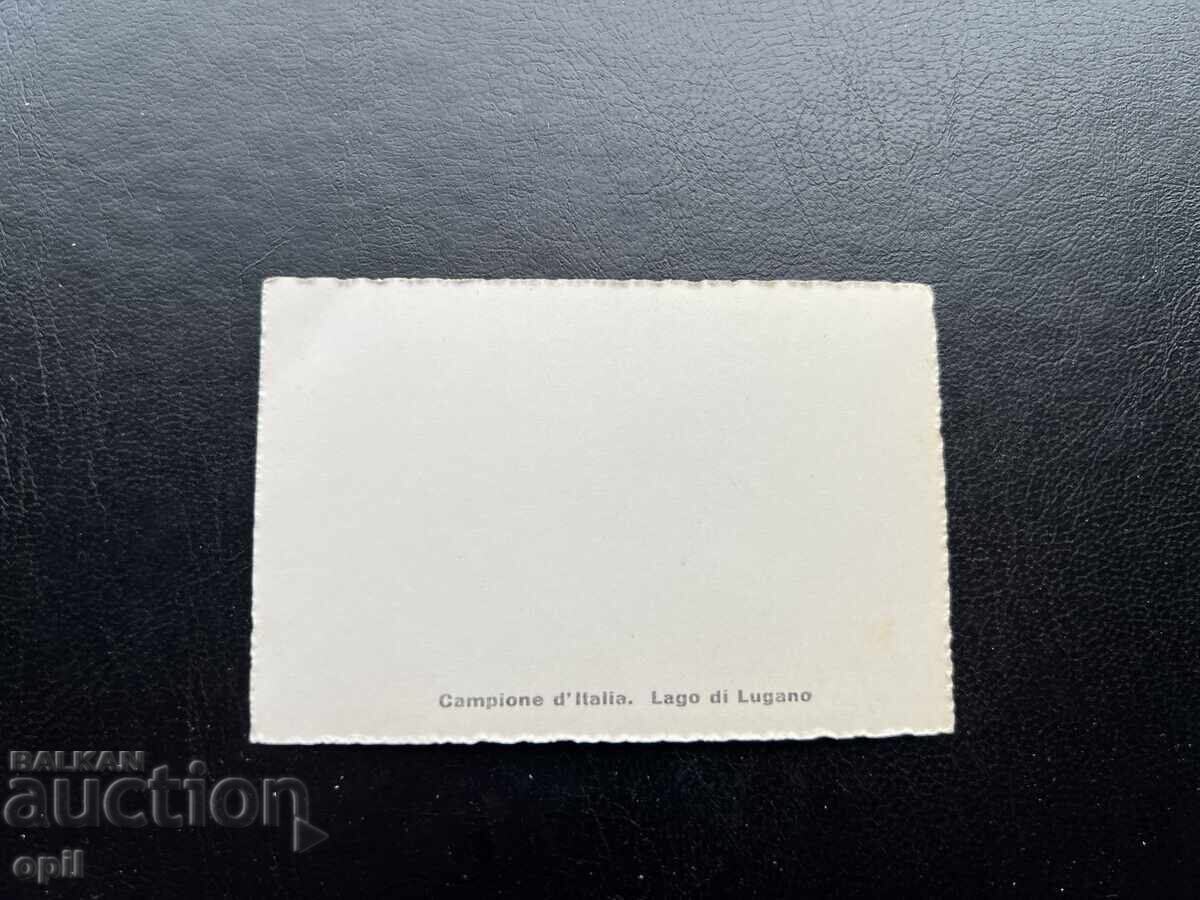 Campione d'Italia. Lago di Lugano
BALKAN
auction
opil